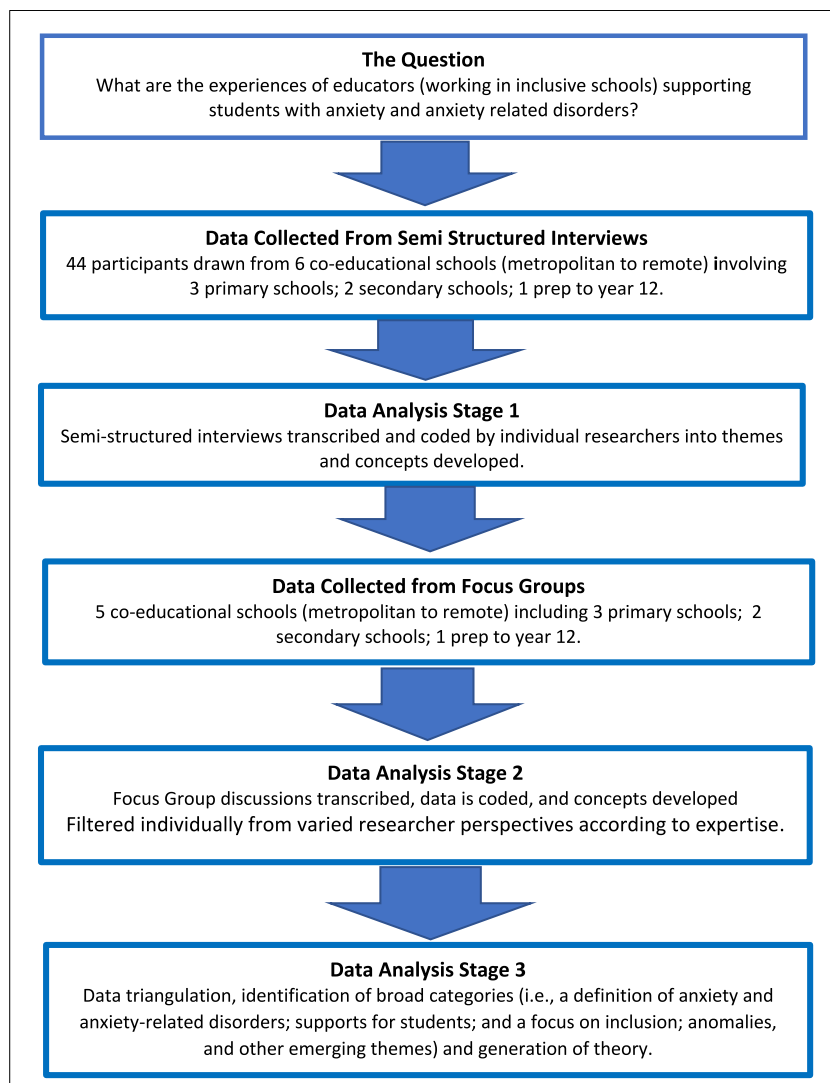 The Question
What are the experiences of educators (working in inclusive schools) supporting
students with anxiety and anxiety related disorders?
Data Collected From Semi Structured Interviews
44 participants drawn from 6 co-educational schools (metropolitan to remote) involving
3 primary schools; 2 secondary schools; 1 prep to year 12.
Data Analysis Stage 1
Semi-structured interviews transcribed and coded by individual researchers into themes
and concepts developed.
Data Collected from Focus Groups
5 co-educational schools (metropolitan to remote) including 3 primary schools; 2
secondary schools; 1 prep to year 12.
Data Analysis Stage 2
Focus Group discussions transcribed, data is coded, and concepts developed
Filtered individually from varied researcher perspectives according to expertise.
Data Analysis Stage 3
Data triangulation, identification of broad categories (i.e., a definition of anxiety and
anxiety-related disorders; supports for students; and a focus on inclusion; anomalies,
and other emerging themes) and generation of theory.